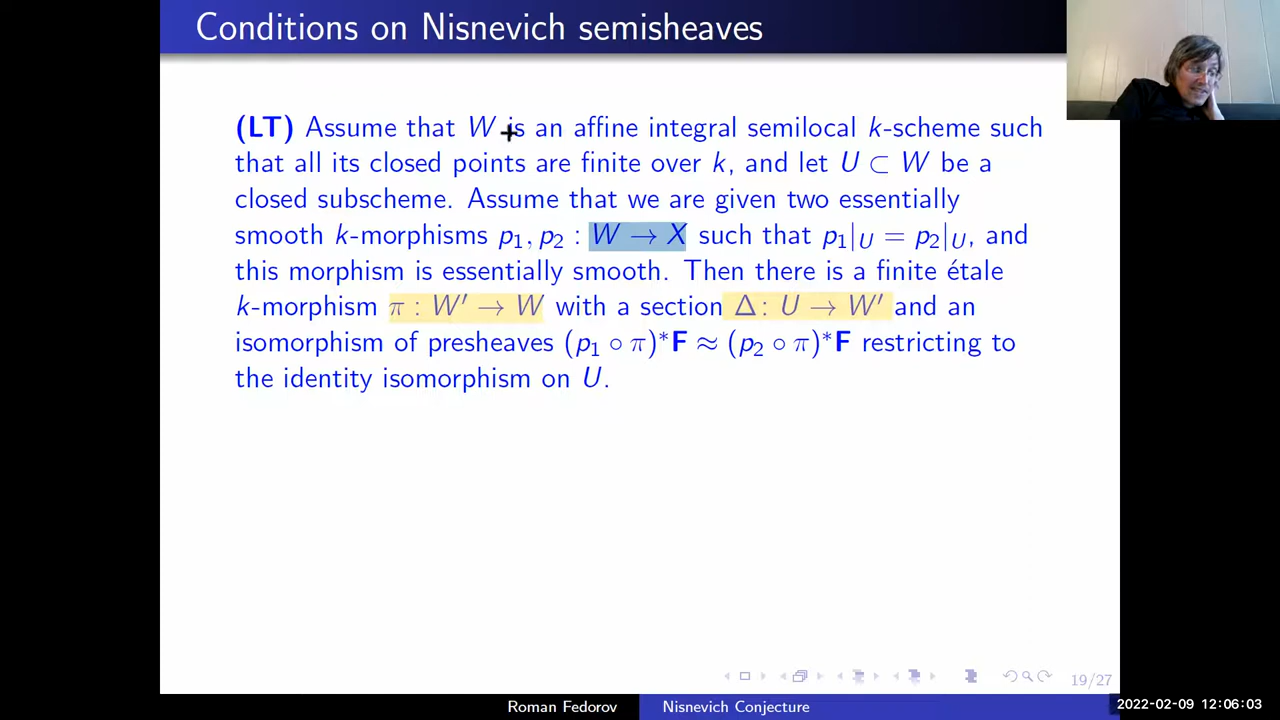 Conditions on Nisnevich semisheaves
(LT) Assume that W is an affine integral semilocal k-scheme such
that all its closed points are finite over k, and let U ⊂ W be a
closed subscheme. Assume that we are given two essentially
smooth k-morphisms p₁, p₂ : W → X such that p₁|_U = p₂|_U, and
this morphism is essentially smooth. Then there is a finite étale
k-morphism π : W′ → W with a section Δ : U → W′ and an
isomorphism of presheaves (p₁ ∘ π)*F ≈ (p₂ ∘ π)*F restricting to
the identity isomorphism on U.
19/27
Roman Fedorov Nisnevich Conjecture
2022-02-09 12:06:03